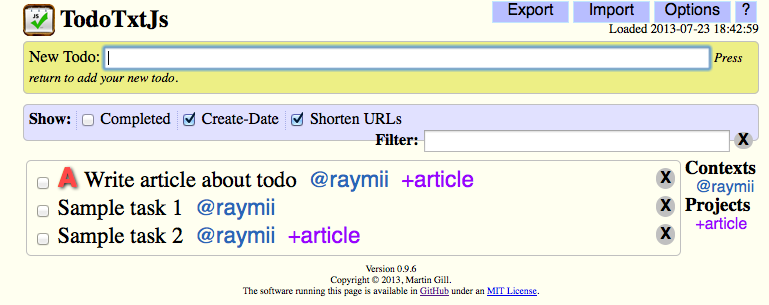 JS TodoTxtJs Export Import Options ?
Loaded 2013-07-23 18:42:59
New Todo: Press
return to add your new todo.
Show: Completed Create-Date Shorten URLs
Filter: X
A Write article about todo @raymii +article X
Sample task 1 @raymii X
Sample task 2 @raymii +article X
Contexts
@raymii
Projects
+article
Version 0.9.6
Copyright © 2013, Martin Gill.
The software running this page is available in GitHub under an MIT License.